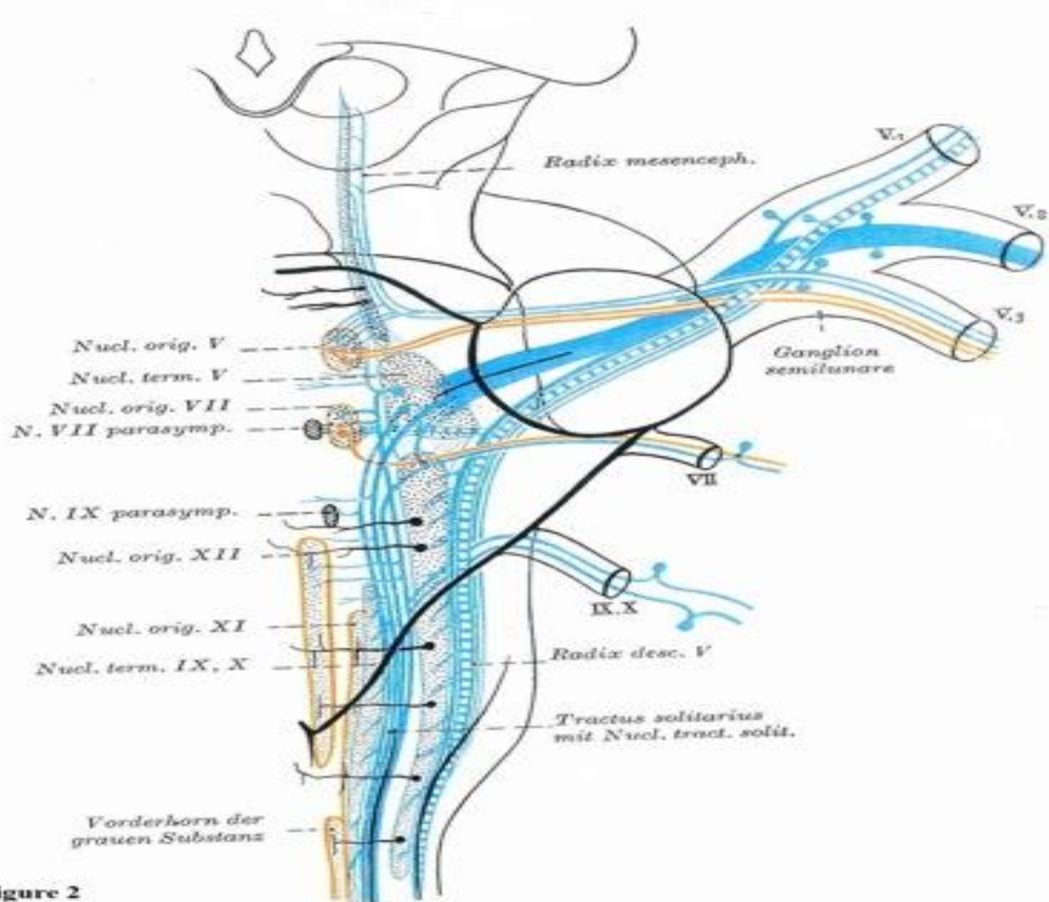 V.1
Radix mesenceph.
V.2
V.3
Nucl. orig. V
Nucl. term. V
Ganglion
semilunare
Nucl. orig. VII
N. VII parasymp.
VII
N. IX parasymp.
Nucl. orig. XII
IX.X
Nucl. orig. XI
Radix desc. V
Nucl. term. IX, X
Tractus solitarius
mit Nucl. tract. solit.
Vorderhorn der
grauen Substanz
igure 2